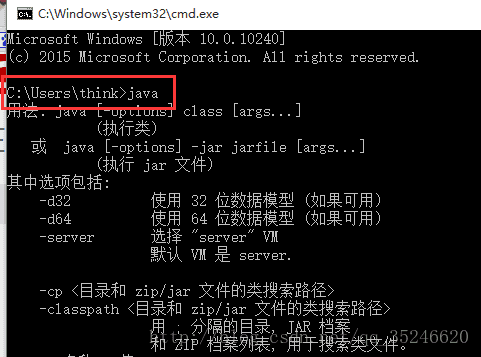 C:\Windows\system32\cmd.exe
Microsoft Windows [版本 10.0.10240]
(c) 2015 Microsoft Corporation. All rights reserved.
C:\Users\think>java
用法: java [-options] class [args...]
(执行类)
或 java [-options] -jar jarfile [args...]
(执行 jar 文件)
其中选项包括:
-d32 使用 32 位数据模型 (如果可用)
-d64 使用 64 位数据模型 (如果可用)
-server 选择 "server" VM
默认 VM 是 server.
-cp <目录和 zip/jar 文件的类搜索路径>
-classpath <目录和 zip/jar 文件的类搜索路径>
用 ; 分隔的目录, JAR 档案
和 ZIP 档案列表, 用于搜索类文件。